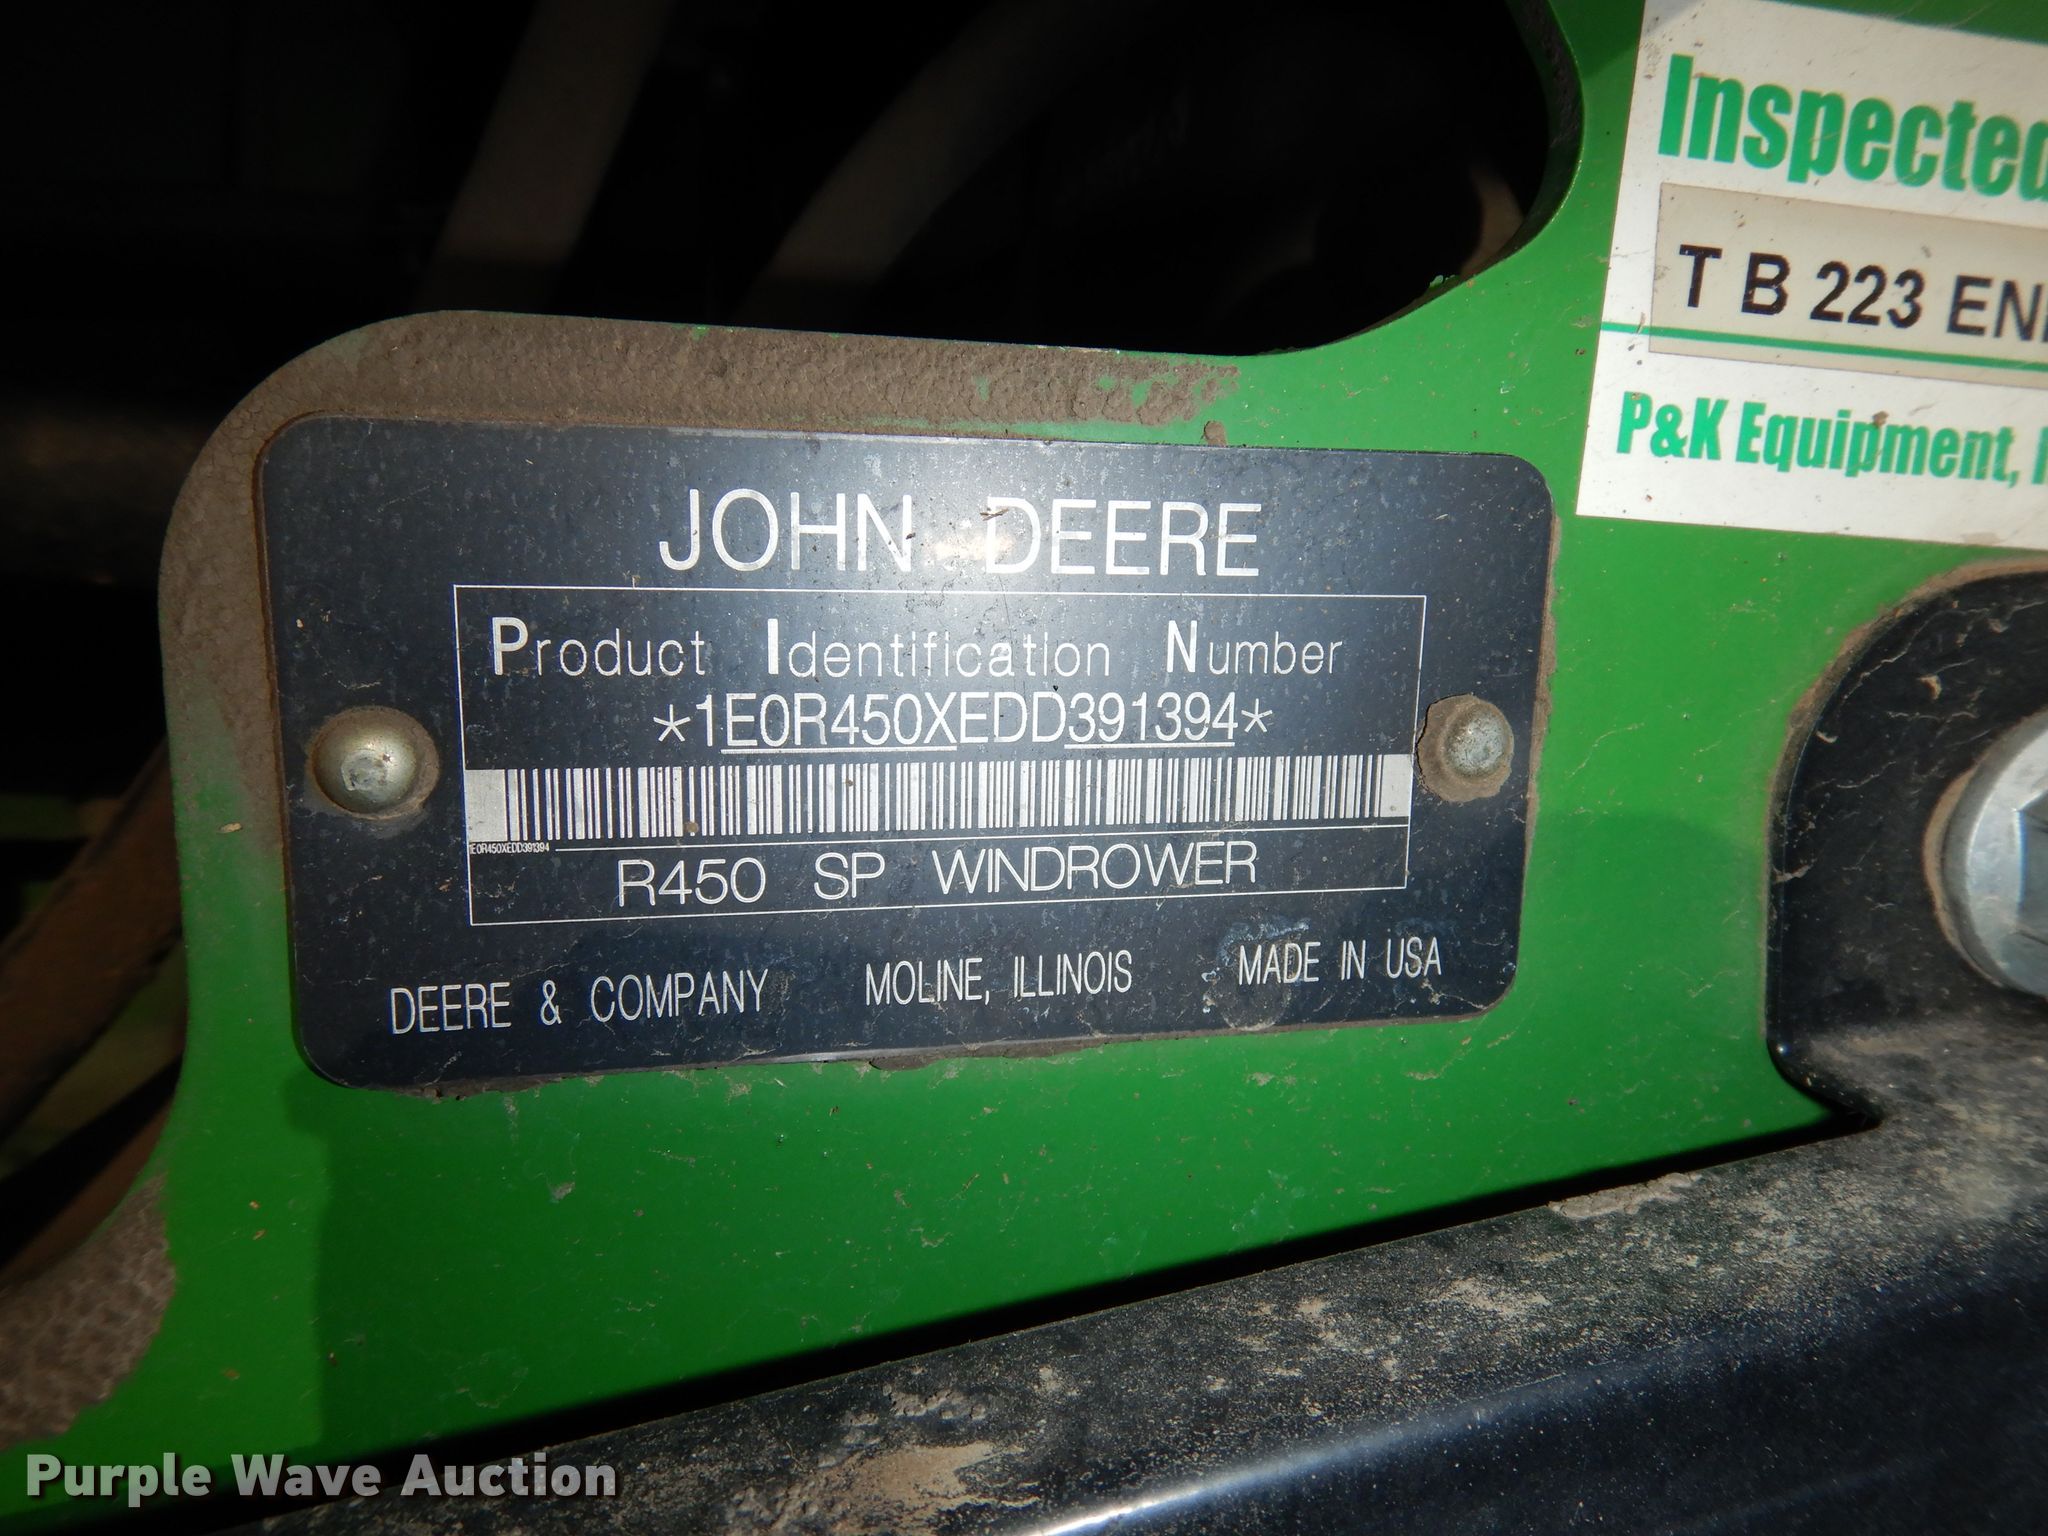 Inspected
T B 223 EN
P&K Equipment,
JOHN DEERE
Product Identification Number
*1E0R450XEDD391394*
1E0R450XEDD391394
R450 SP WINDROWER
DEERE & COMPANY MOLINE, ILLINOIS MADE IN USA
Purple Wave Auction